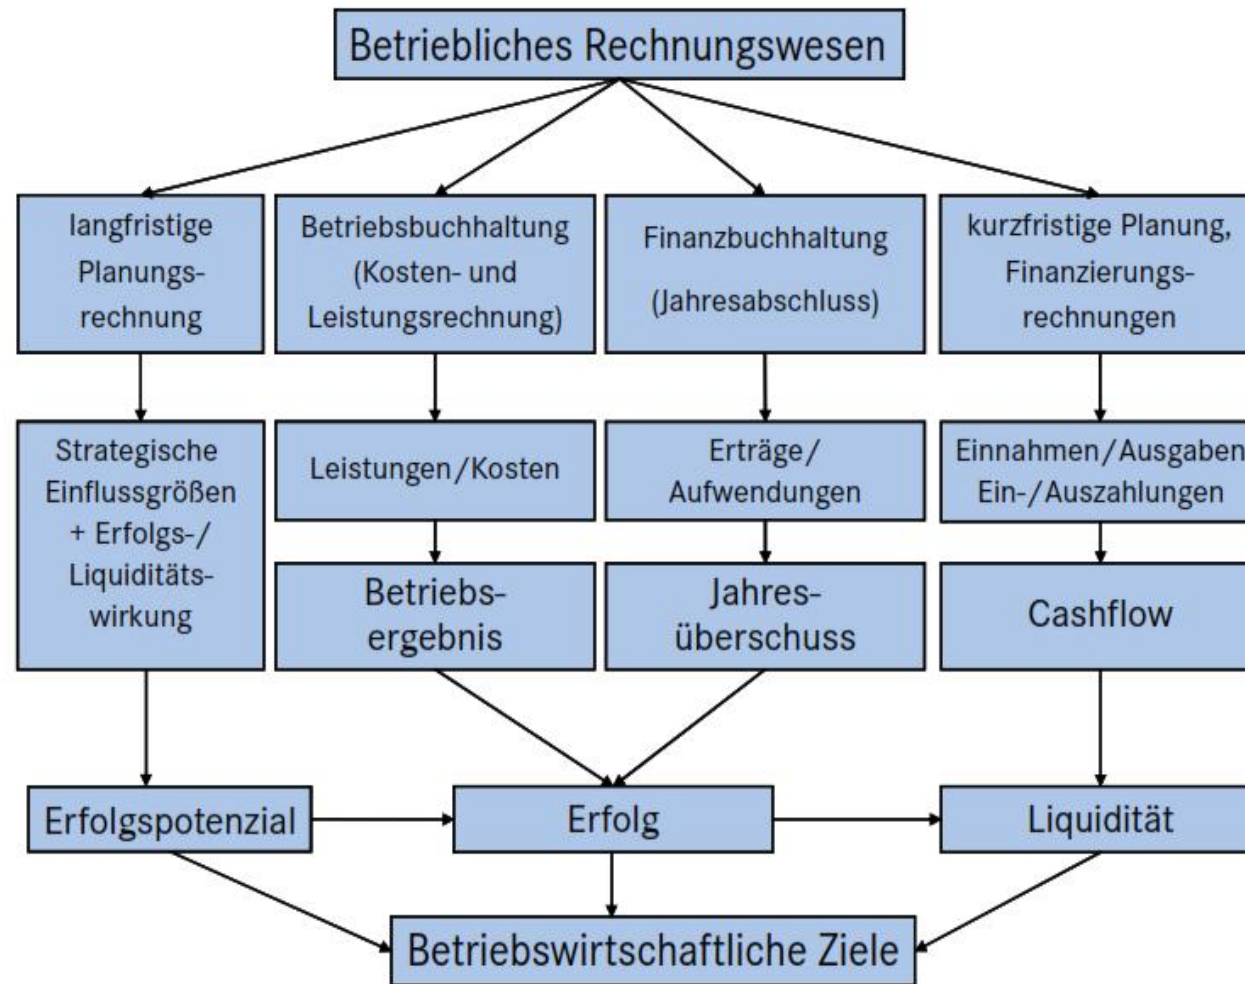 Betriebliches Rechnungswesen
langfristige
Planungs-
rechnung
Betriebsbuchhaltung
(Kosten- und
Leistungsrechnung)
Finanzbuchhaltung
(Jahresabschluss)
kurzfristige Planung,
Finanzierungs-
rechnungen
Strategische
Einflussgrößen
+ Erfolgs-/
Liquiditäts-
wirkung
Leistungen/Kosten
Erträge/
Aufwendungen
Einnahmen/Ausgaben
Ein-/Auszahlungen
Betriebs-
ergebnis
Jahres-
überschuss
Cashflow
Erfolgspotenzial
Erfolg
Liquidität
Betriebswirtschaftliche Ziele